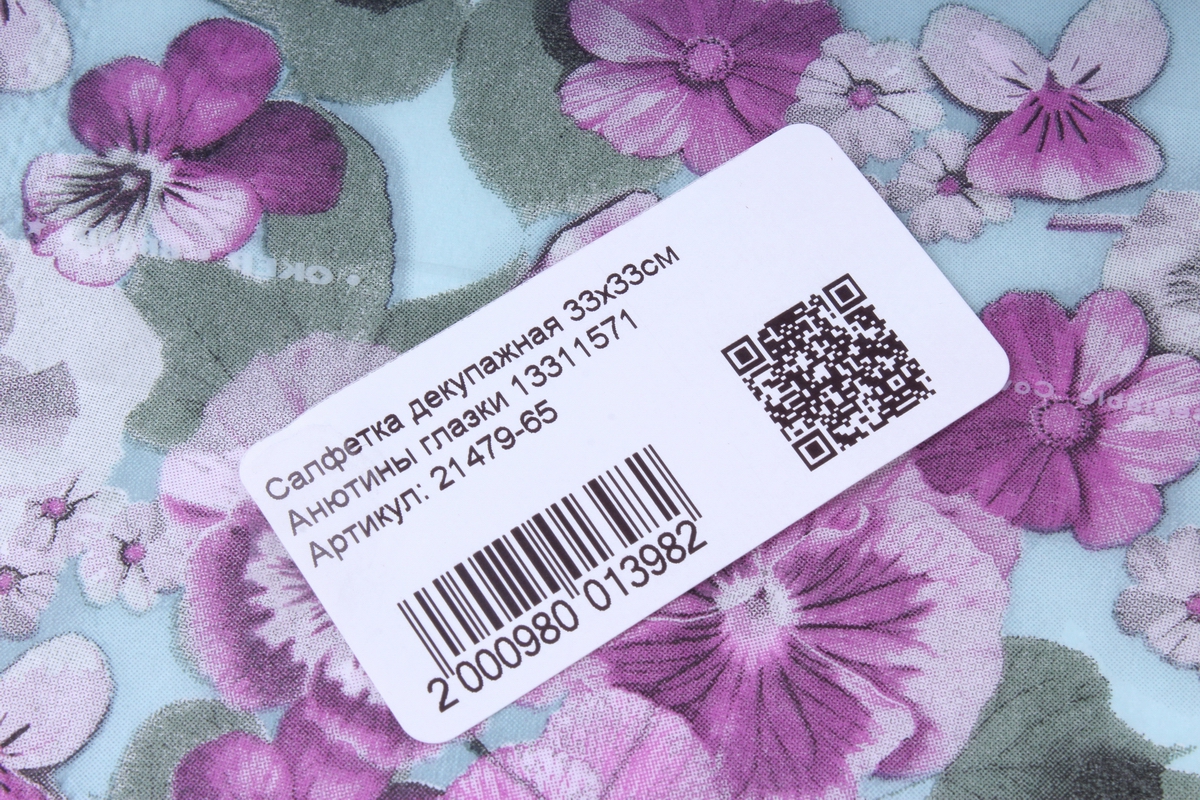 Салфетка декупажная 33х33см
Анютины глазки 13311571
Артикул: 21479-65
2 000980 013982